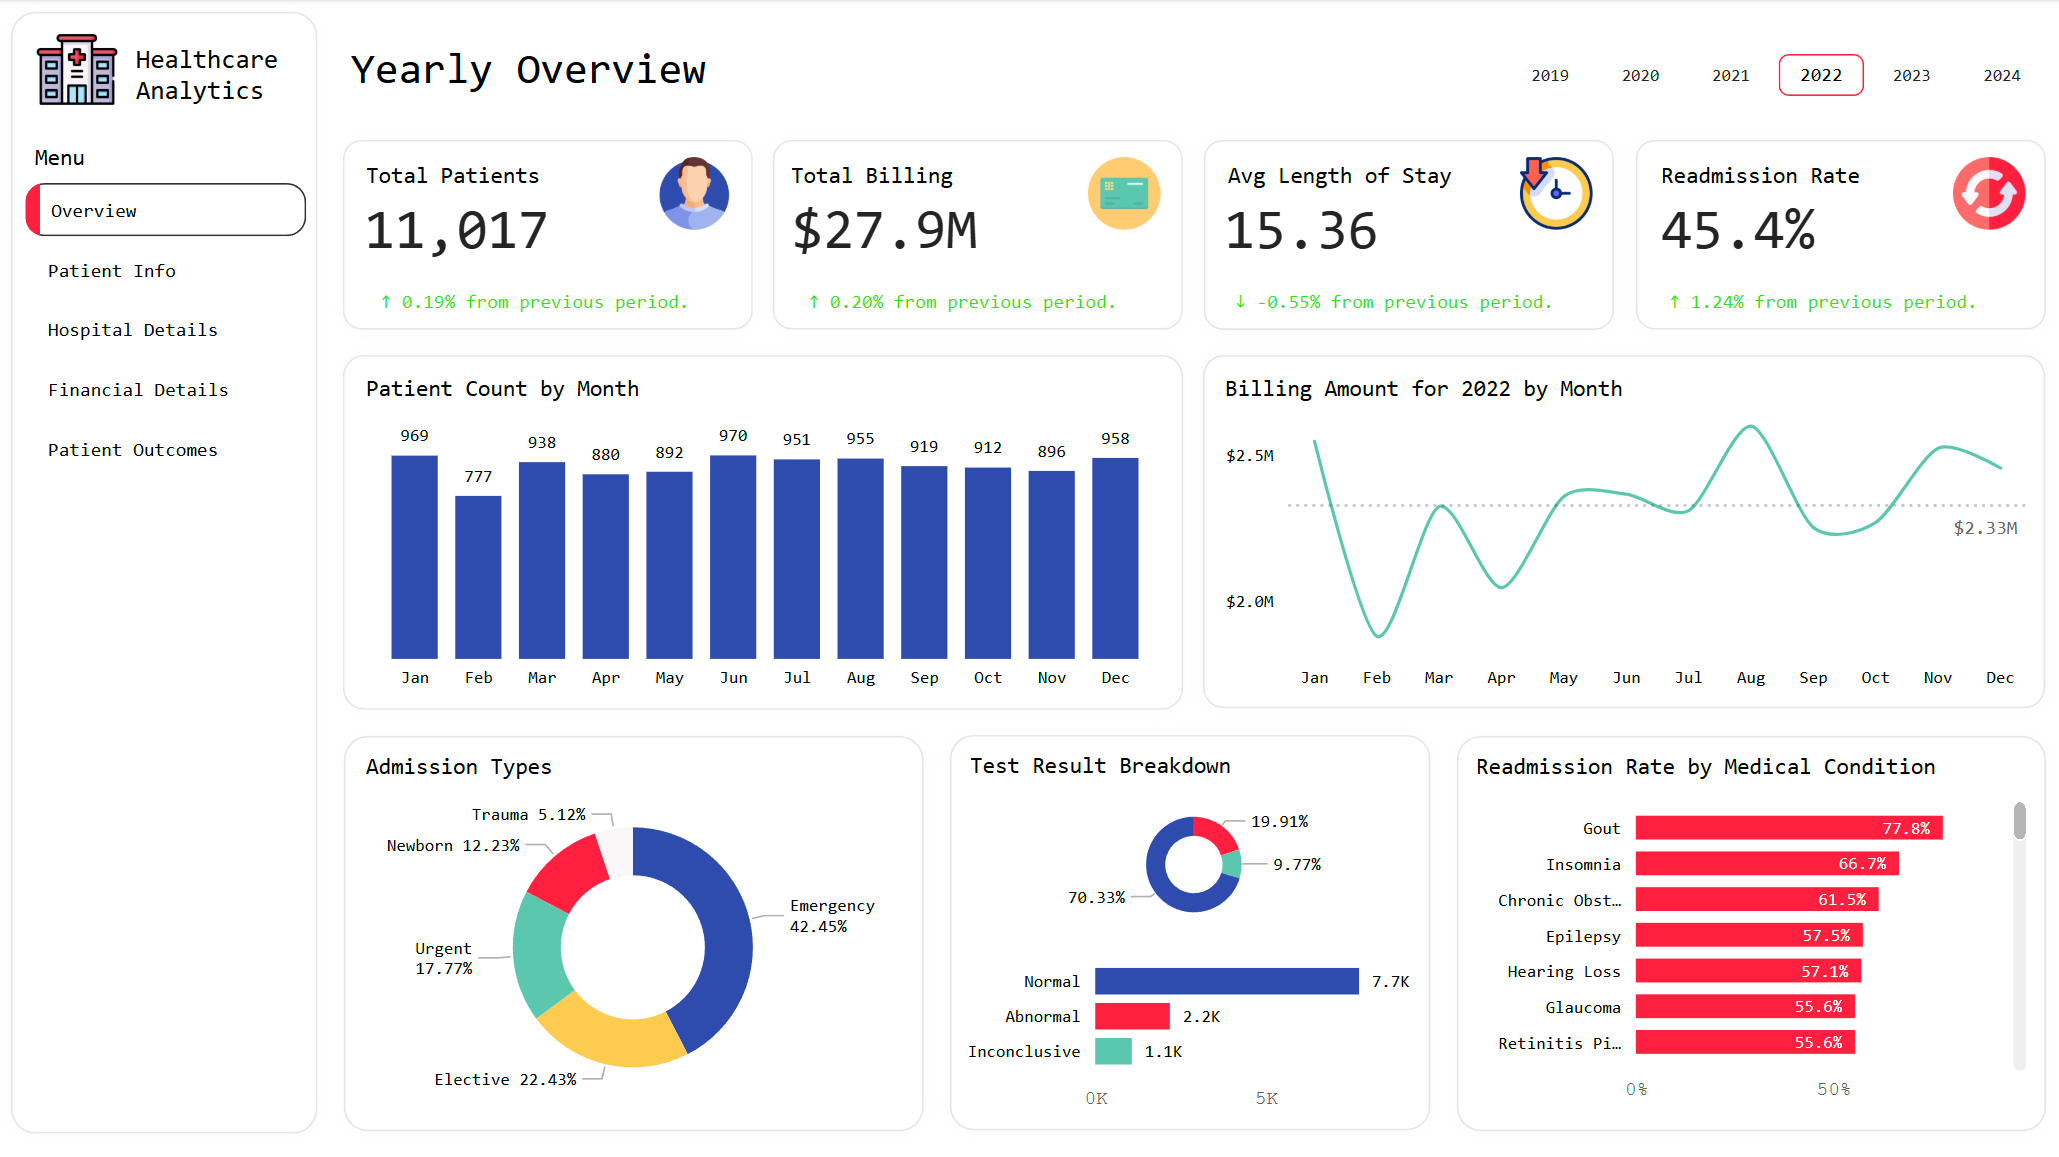 Healthcare
Analytics
Menu
Overview
Patient Info
Hospital Details
Financial Details
Patient Outcomes
Yearly Overview
2019 2020 2021 2022 2023 2024
Total Patients
11,017
↑ 0.19% from previous period.
Total Billing
$27.9M
↑ 0.20% from previous period.
Avg Length of Stay
15.36
↓ -0.55% from previous period.
Readmission Rate
45.4%
↑ 1.24% from previous period.
Patient Count by Month
969 777 938 880 892 970 951 955 919 912 896 958
Jan Feb Mar Apr May Jun Jul Aug Sep Oct Nov Dec
Billing Amount for 2022 by Month
$2.5M
$2.33M
$2.0M
Jan Feb Mar Apr May Jun Jul Aug Sep Oct Nov Dec
Admission Types
Trauma 5.12%
Newborn 12.23%
Emergency
42.45%
Urgent
17.77%
Elective 22.43%
Test Result Breakdown
19.91%
9.77%
70.33%
Normal 7.7K
Abnormal 2.2K
Inconclusive 1.1K
0K 5K
Readmission Rate by Medical Condition
Gout 77.8%
Insomnia 66.7%
Chronic Obst… 61.5%
Epilepsy 57.5%
Hearing Loss 57.1%
Glaucoma 55.6%
Retinitis Pi… 55.6%
0% 50%